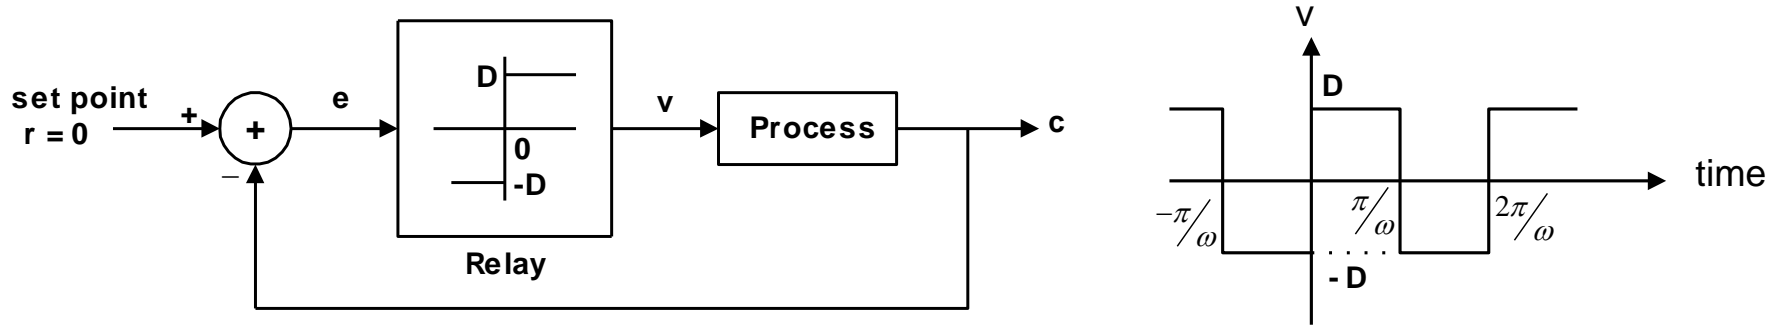 set point
r = 0
+
+
−
e
D
0
-D
Relay
v
Process
c
V
D
−π/ω
π/ω
2π/ω
time
- D